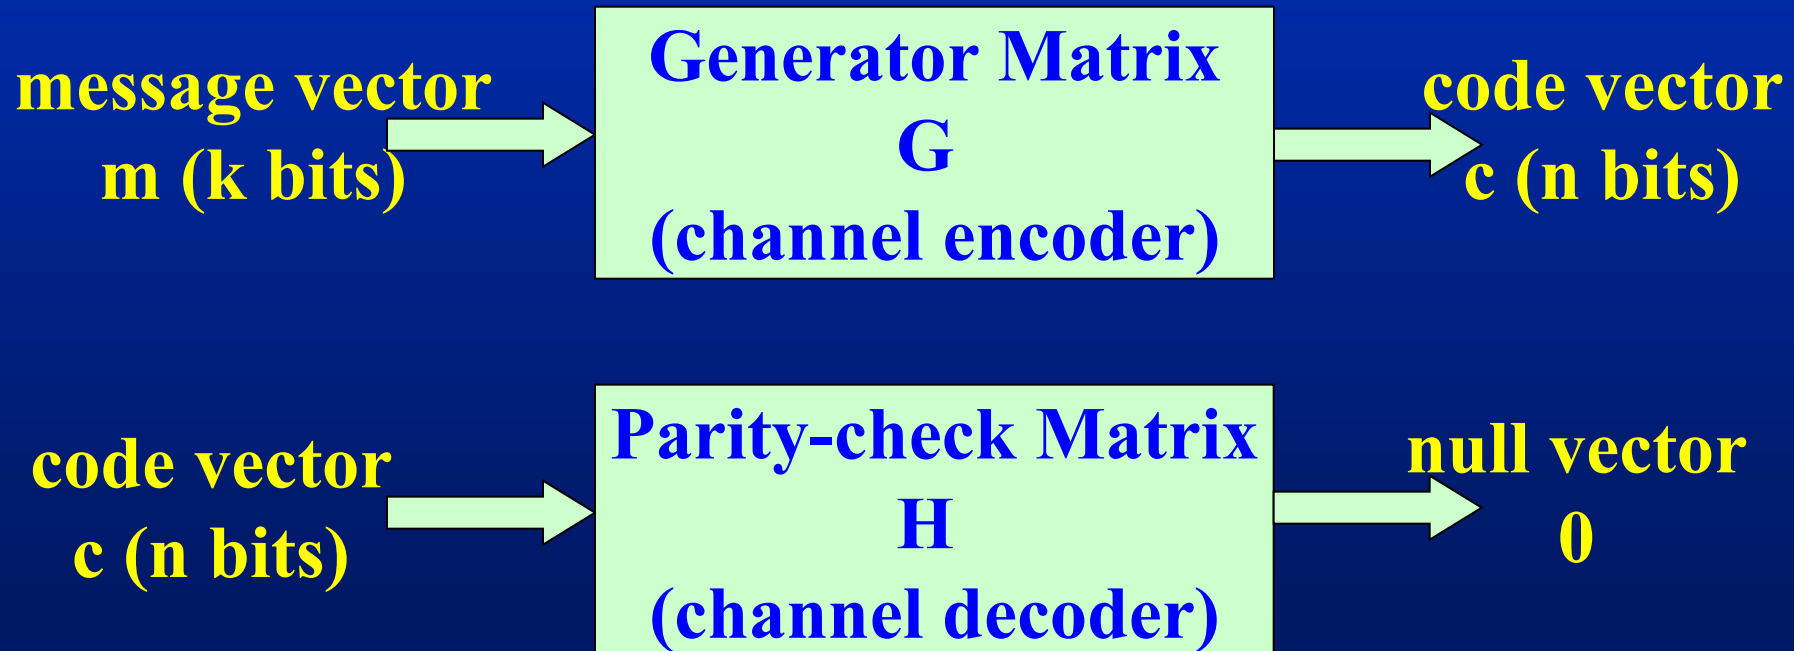 message vector
m (k bits)
Generator Matrix
G
(channel encoder)
code vector
c (n bits)
code vector
c (n bits)
Parity-check Matrix
H
(channel decoder)
null vector
0